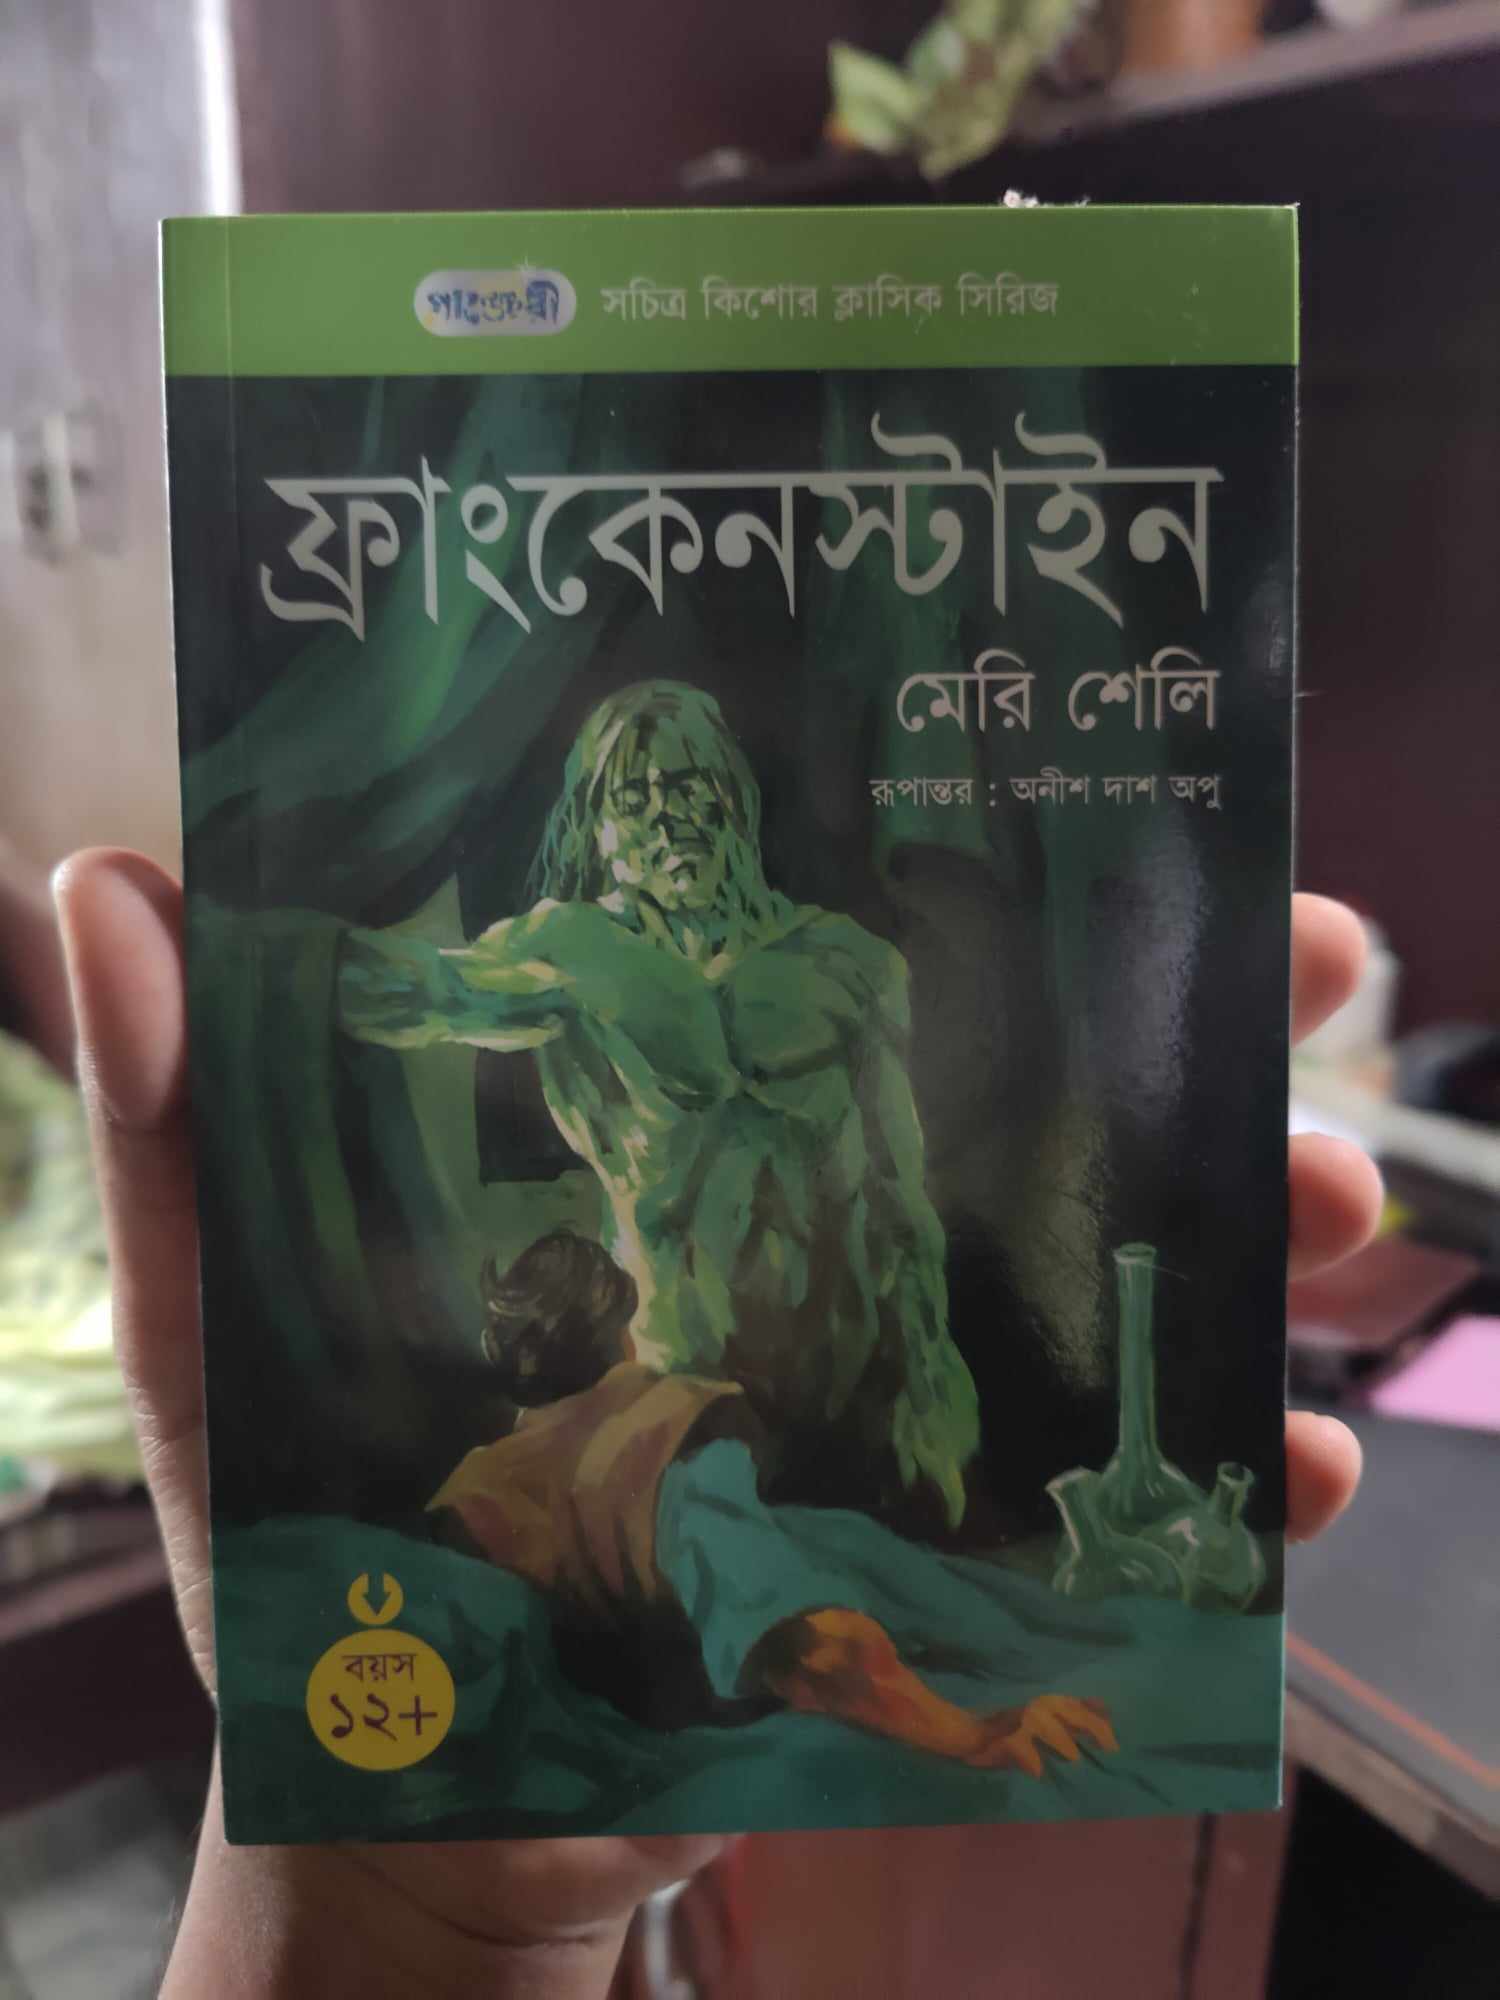 পাঞ্জেরী সচিত্র কিশোর ক্লাসিক সিরিজ
ফ্রাংকেনস্টাইন
মেরি শেলি
রূপান্তর : অনীশ দাশ অপু
বয়স
১২+